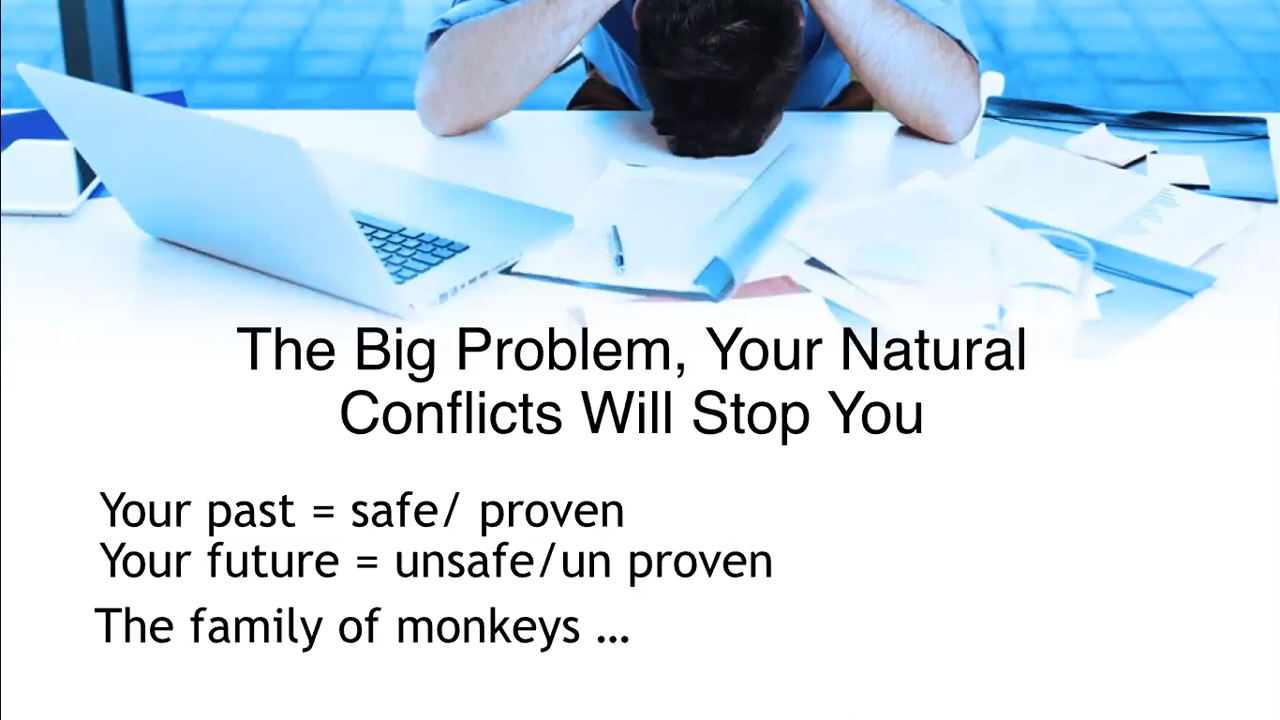 The Big Problem, Your Natural
Conflicts Will Stop You
Your past = safe/ proven
Your future = unsafe/un proven
The family of monkeys ...